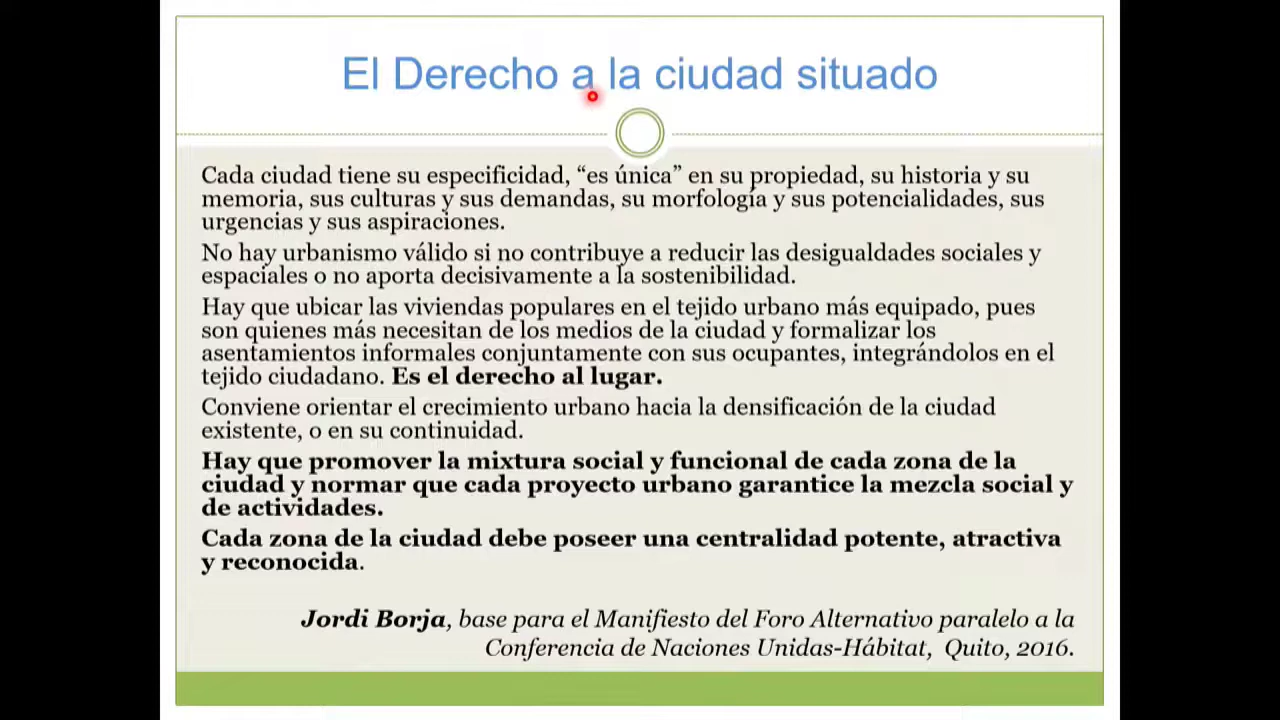 El Derecho a la ciudad situado
Cada ciudad tiene su especificidad, “es única” en su propiedad, su historia y su
memoria, sus culturas y sus demandas, su morfología y sus potencialidades, sus
urgencias y sus aspiraciones.
No hay urbanismo válido si no contribuye a reducir las desigualdades sociales y
espaciales o no aporta decisivamente a la sostenibilidad.
Hay que ubicar las viviendas populares en el tejido urbano más equipado, pues
son quienes más necesitan de los medios de la ciudad y formalizar los
asentamientos informales conjuntamente con sus ocupantes, integrándolos en el
tejido ciudadano. Es el derecho al lugar.
Conviene orientar el crecimiento urbano hacia la densificación de la ciudad
existente, o en su continuidad.
Hay que promover la mixtura social y funcional de cada zona de la
ciudad y normar que cada proyecto urbano garantice la mezcla social y
de actividades.
Cada zona de la ciudad debe poseer una centralidad potente, atractiva
y reconocida.
Jordi Borja, base para el Manifiesto del Foro Alternativo paralelo a la
Conferencia de Naciones Unidas-Hábitat, Quito, 2016.